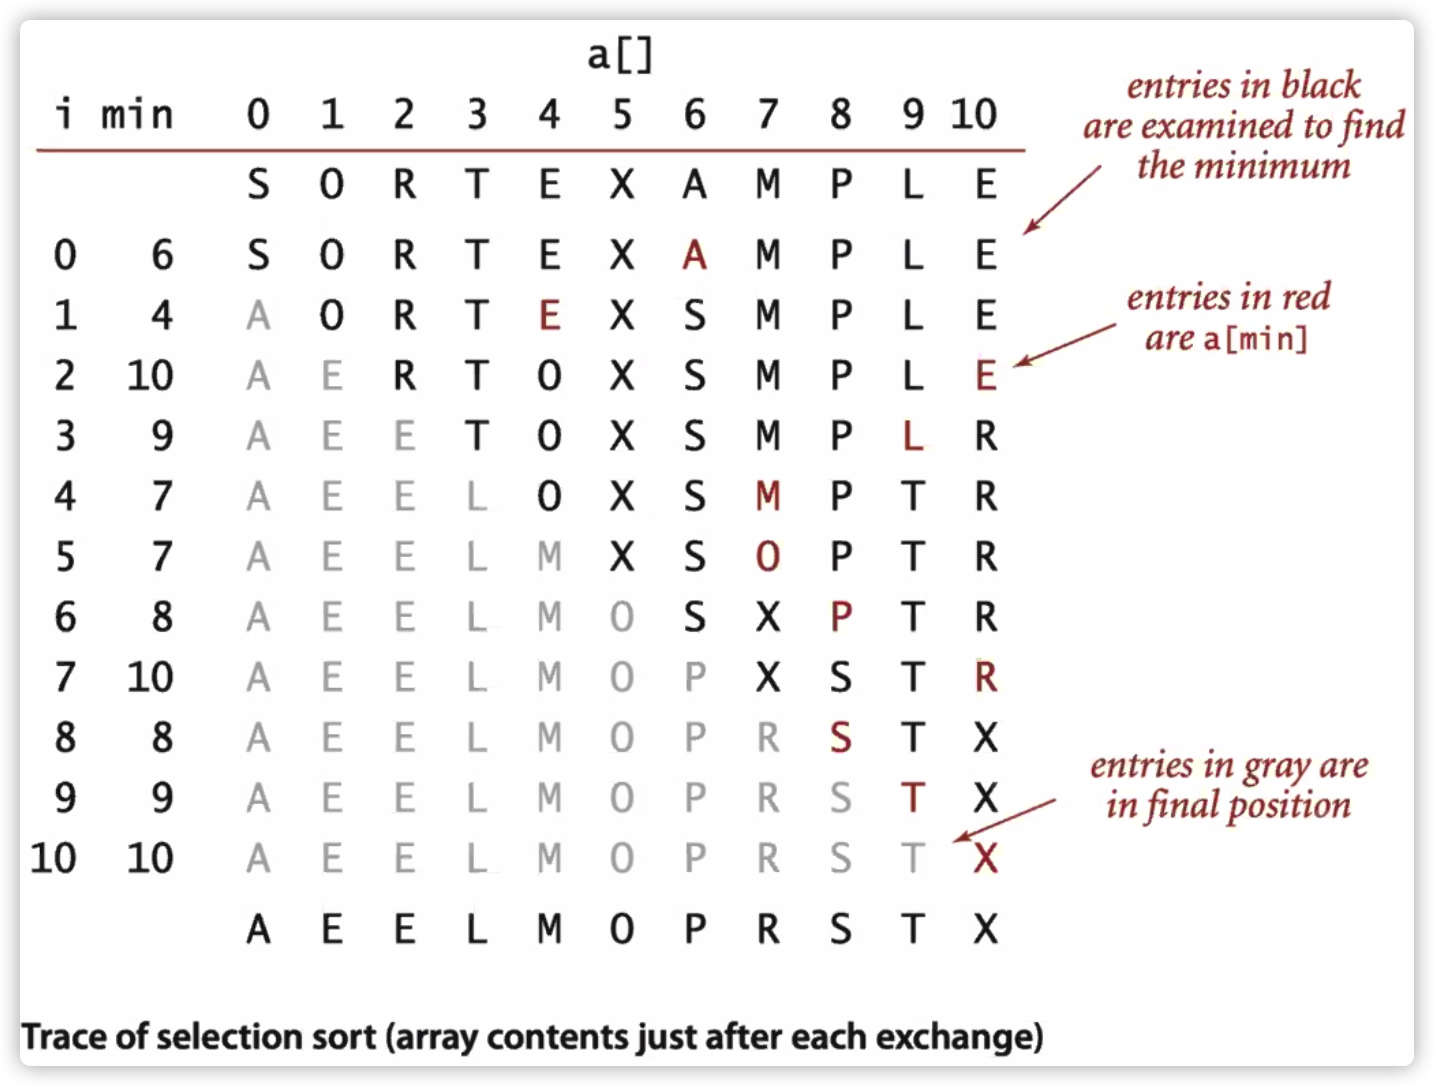 a[]
i min 0 1 2 3 4 5 6 7 8 9 10
S O R T E X A M P L E
0 6 S O R T E X A M P L E
1 4 A O R T E X S M P L E
2 10 A E R T O X S M P L E
3 9 A E E T O X S M P L R
4 7 A E E L O X S M P T R
5 7 A E E L M X S O P T R
6 8 A E E L M O S X P T R
7 10 A E E L M O P X S T R
8 8 A E E L M O P R S T X
9 9 A E E L M O P R S T X
10 10 A E E L M O P R S T X
A E E L M O P R S T X
entries in black
are examined to find
the minimum
entries in red
are a[min]
entries in gray are
in final position
Trace of selection sort (array contents just after each exchange)